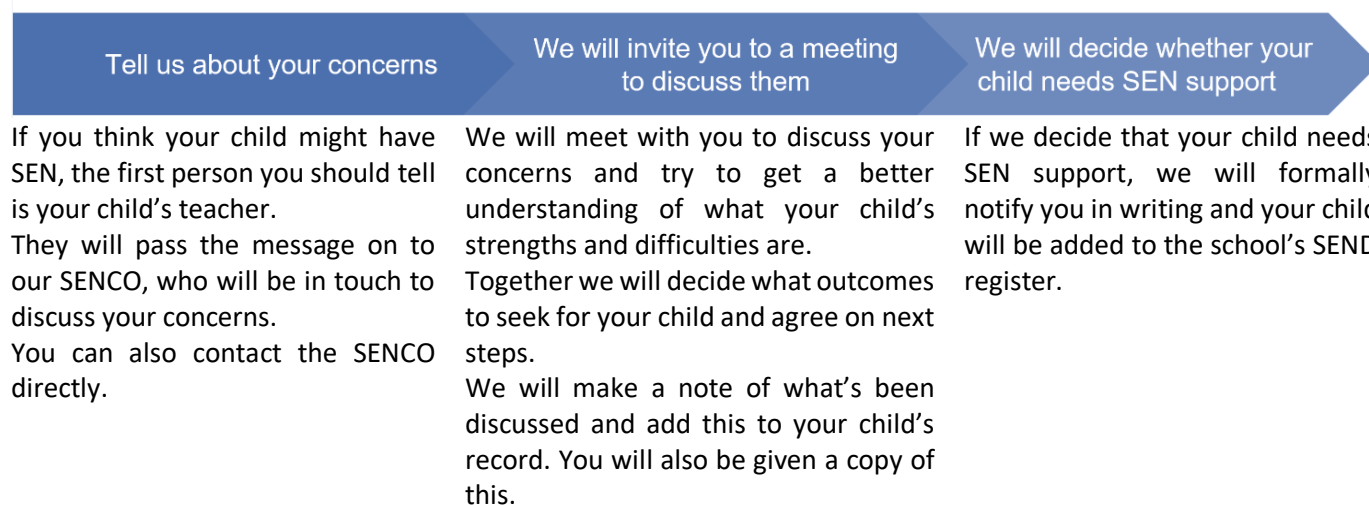 Tell us about your concerns
We will invite you to a meeting
to discuss them
We will decide whether your
child needs SEN support
If you think your child might have
SEN, the first person you should tell
is your child’s teacher.
They will pass the message on to
our SENCO, who will be in touch to
discuss your concerns.
You can also contact the SENCO
directly.
We will meet with you to discuss your
concerns and try to get a better
understanding of what your child’s
strengths and difficulties are.
Together we will decide what outcomes
to seek for your child and agree on next
steps.
We will make a note of what’s been
discussed and add this to your child’s
record. You will also be given a copy of
this.
If we decide that your child needs
SEN support, we will formally
notify you in writing and your child
will be added to the school’s SEND
register.